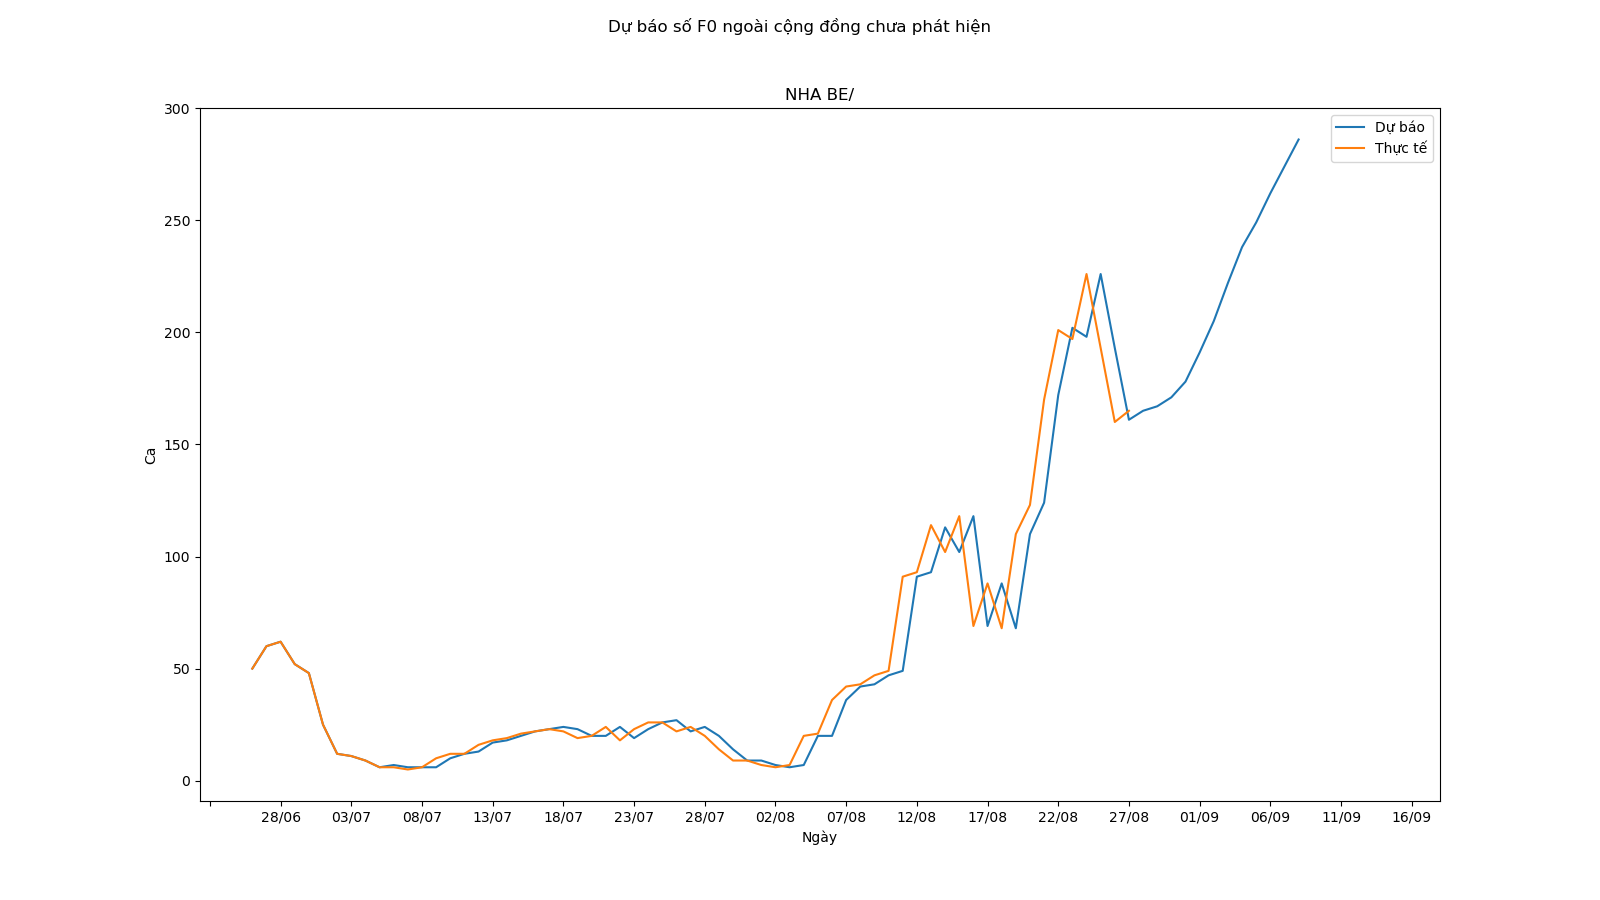 Dự báo số F0 ngoài cộng đồng chưa phát hiện
NHA BE/
300
250
200
150
100
50
0
Ca
Dự báo
Thực tế
28/06 03/07 08/07 13/07 18/07 23/07 28/07 02/08 07/08 12/08 17/08 22/08 27/08 01/09 06/09 11/09 16/09
Ngày